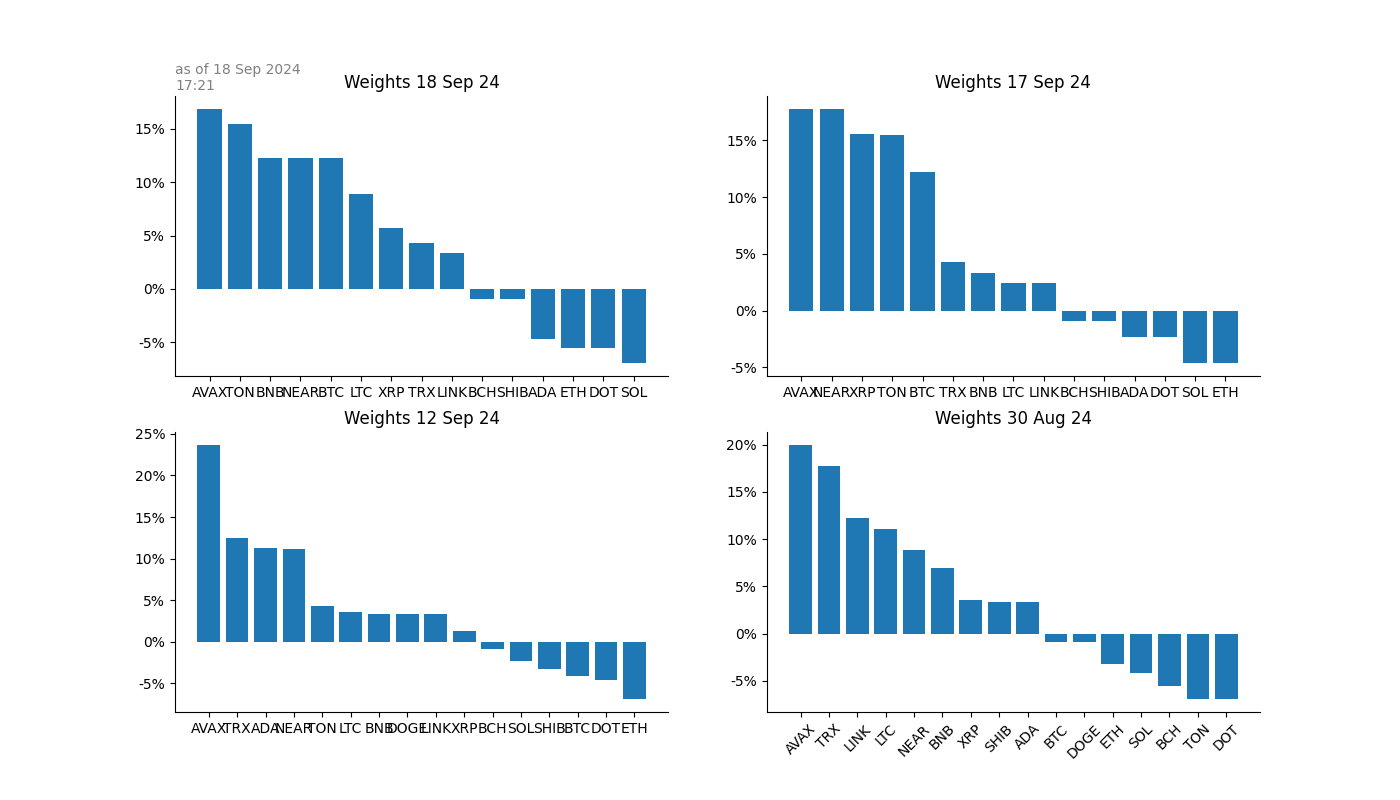 as of 18 Sep 2024
17:21
Weights 18 Sep 24
15%
10%
5%
0%
-5%
AVAX TON BNB NEAR BTC LTC XRP TRX LINK BCH SHIB ADA ETH DOT SOL
Weights 17 Sep 24
15%
10%
5%
0%
-5%
AVAX NEAR XRP TON BTC TRX BNB LTC LINK BCH SHIB ADA DOT SOL ETH
Weights 12 Sep 24
25%
20%
15%
10%
5%
0%
-5%
AVAX TRX ADA NEAR TON LTC BNB DOGE LINK XRP BCH SOL SHIB BTC DOT ETH
Weights 30 Aug 24
20%
15%
10%
5%
0%
-5%
AVAX TRX LINK LTC NEAR BNB XRP SHIB ADA BTC DOGE ETH SOL BCH TON DOT